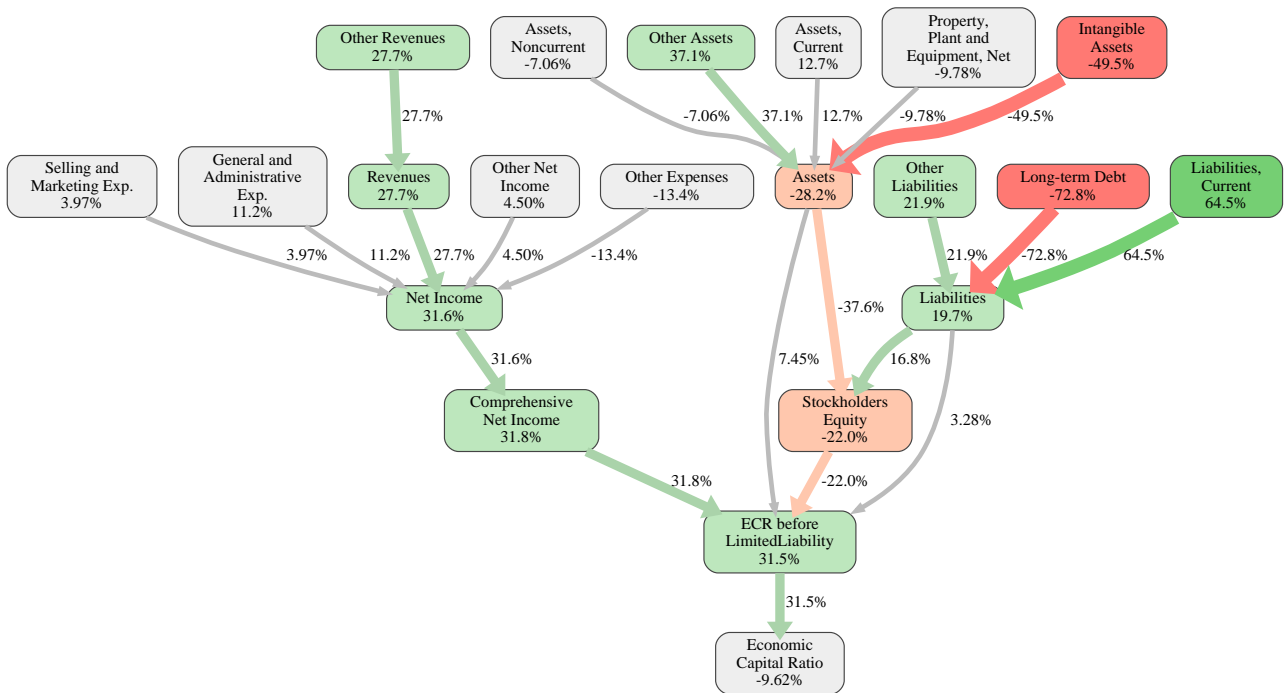 Other Revenues
27.7%
Assets,
Noncurrent
-7.06%
Other Assets
37.1%
Assets,
Current
12.7%
Property,
Plant and
Equipment, Net
-9.78%
Intangible
Assets
-49.5%
27.7%
-7.06%
37.1%
12.7%
-9.78%
-49.5%
Selling and
Marketing Exp.
3.97%
General and
Administrative
Exp.
11.2%
Revenues
27.7%
Other Net
Income
4.50%
Other Expenses
-13.4%
Assets
-28.2%
Other
Liabilities
21.9%
Long-term Debt
-72.8%
Liabilities,
Current
64.5%
3.97%
11.2%
27.7%
4.50%
-13.4%
21.9%
-72.8%
64.5%
Net Income
31.6%
-37.6%
Liabilities
19.7%
31.6%
7.45%
16.8%
Comprehensive
Net Income
31.8%
Stockholders
Equity
-22.0%
3.28%
31.8%
-22.0%
ECR before
LimitedLiability
31.5%
31.5%
Economic
Capital Ratio
-9.62%